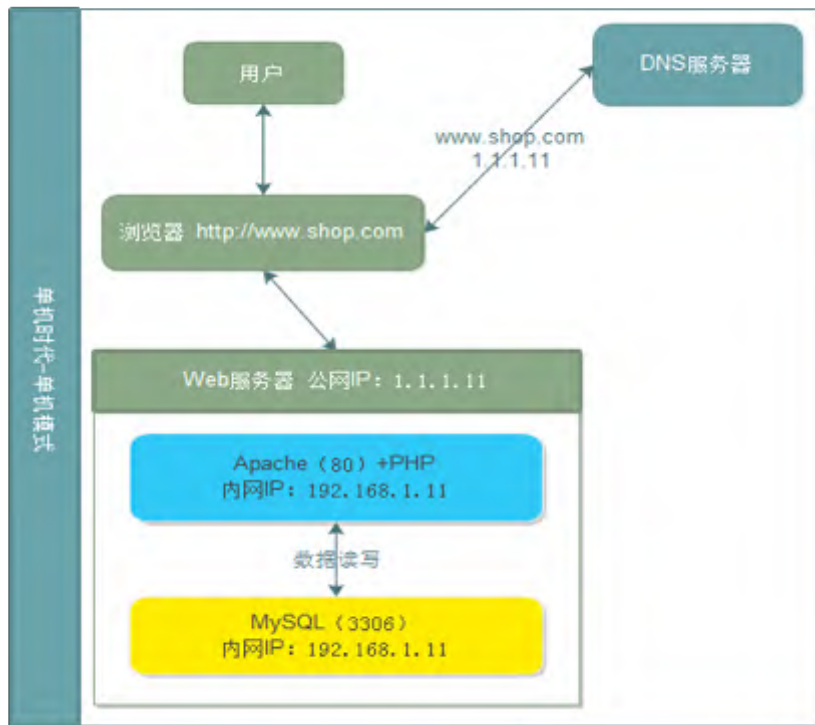 单机时代-单机模式
用户
DNS服务器
www.shop.com
1.1.1.11
浏览器 http://www.shop.com
Web服务器 公网IP：1.1.1.11
Apache（80）+PHP
内网IP：192.168.1.11
数据读写
MySQL（3306）
内网IP：192.168.1.11